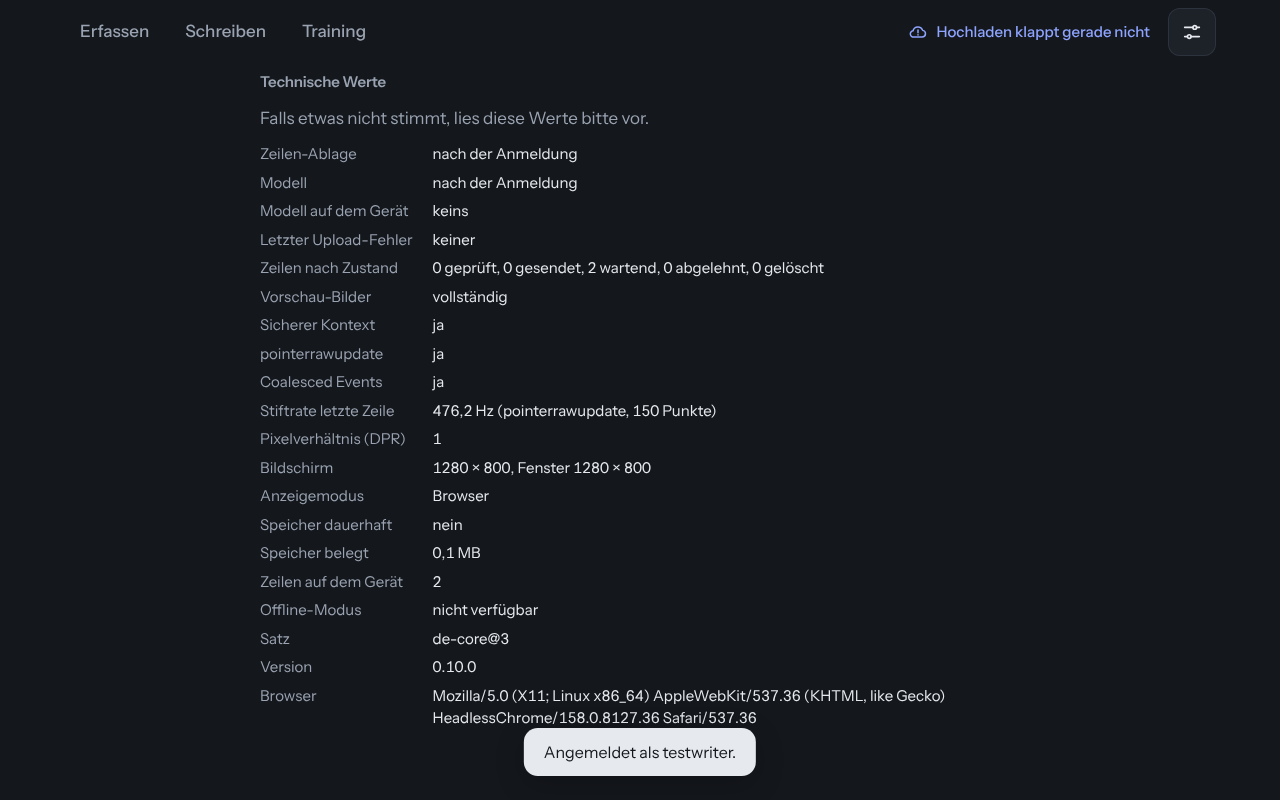 Erfassen Schreiben Training Hochladen klappt gerade nicht
Technische Werte
Falls etwas nicht stimmt, lies diese Werte bitte vor.
Zeilen-Ablage nach der Anmeldung
Modell nach der Anmeldung
Modell auf dem Gerät keins
Letzter Upload-Fehler keiner
Zeilen nach Zustand 0 geprüft, 0 gesendet, 2 wartend, 0 abgelehnt, 0 gelöscht
Vorschau-Bilder vollständig
Sicherer Kontext ja
pointerrawupdate ja
Coalesced Events ja
Stiftrate letzte Zeile 476,2 Hz (pointerrawupdate, 150 Punkte)
Pixelverhältnis (DPR) 1
Bildschirm 1280 × 800, Fenster 1280 × 800
Anzeigemodus Browser
Speicher dauerhaft nein
Speicher belegt 0,1 MB
Zeilen auf dem Gerät 2
Offline-Modus nicht verfügbar
Satz de-core@3
Version 0.10.0
Browser Mozilla/5.0 (X11; Linux x86_64) AppleWebKit/537.36 (KHTML, like Gecko)
HeadlessChrome/158.0.8127.36 Safari/537.36
Angemeldet als testwriter.